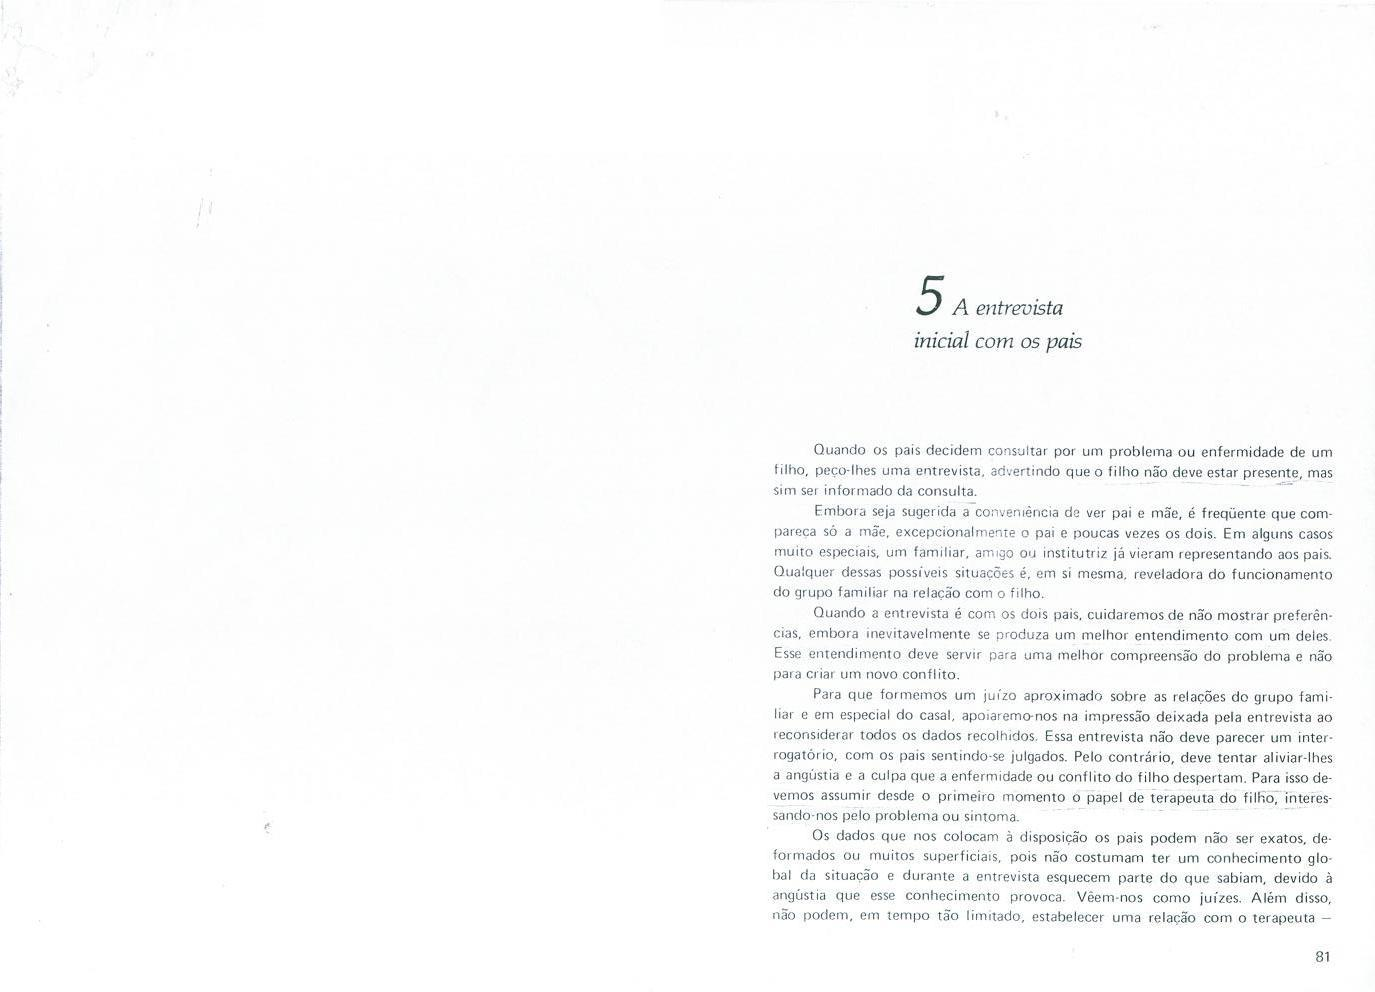 5 A entrevista
inicial com os pais
Quando os pais decidem consultar por um problema ou enfermidade de um
filho, peço-lhes uma entrevista, advertindo que o filho não deve estar presente, mas
sim ser informado da consulta.
Embora seja sugerida a conveniência de ver pai e mãe, é freqüente que com-
pareça só a mãe, excepcionalmente o pai e poucas vezes os dois. Em alguns casos
muito especiais, um familiar, amigo ou institutriz já vieram representando aos pais.
Qualquer dessas possíveis situações é, em si mesma, reveladora do funcionamento
do grupo familiar na relação com o filho.
Quando a entrevista é com os dois pais, cuidaremos de não mostrar preferên-
cias, embora inevitavelmente se produza um melhor entendimento com um deles.
Esse entendimento deve servir para uma melhor compreensão do problema e não
para criar um novo conflito.
Para que formemos um juízo aproximado sobre as relações do grupo fami-
liar e em especial do casal, apoiaremo-nos na impressão deixada pela entrevista ao
reconsiderar todos os dados recolhidos. Essa entrevista não deve parecer um inter-
rogatório, com os pais sentindo-se julgados. Pelo contrário, deve tentar aliviar-lhes
a angústia e a culpa que a enfermidade ou conflito do filho despertam. Para isso de-
vemos assumir desde o primeiro momento o papel de terapeuta do filho, interes-
sando-nos pelo problema ou sintoma.
Os dados que nos colocam à disposição os pais podem não ser exatos, de-
formados ou muitos superficiais, pois não costumam ter um conhecimento glo-
bal da situação e durante a entrevista esquecem parte do que sabiam, devido à
angústia que esse conhecimento provoca. Vêem-nos como juízes. Além disso,
não podem, em tempo tão limitado, estabelecer uma relação com o terapeuta —
81